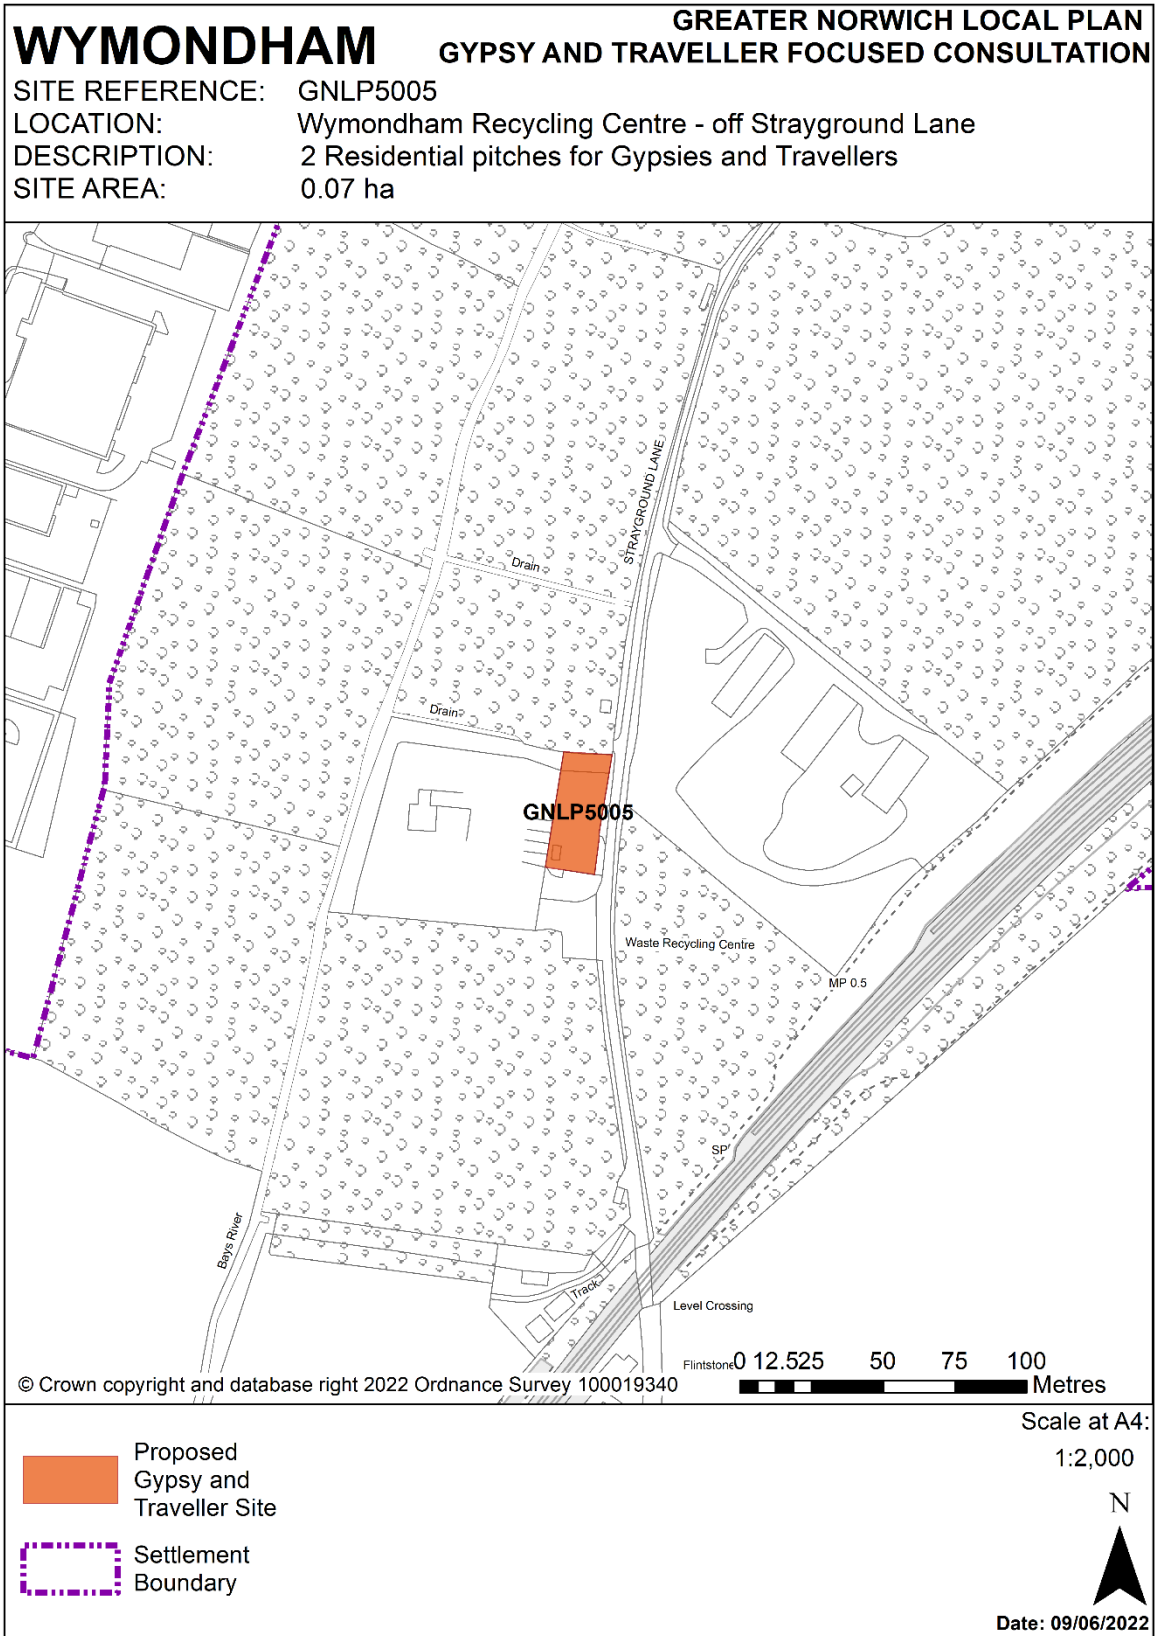 WYMONDHAM
GREATER NORWICH LOCAL PLAN
GYPSY AND TRAVELLER FOCUSED CONSULTATION
SITE REFERENCE: GNLP5005
LOCATION: Wymondham Recycling Centre - off Strayground Lane
DESCRIPTION: 2 Residential pitches for Gypsies and Travellers
SITE AREA: 0.07 ha
STRAYGROUND LANE
Drain
Drain
GNLP5005
Waste Recycling Centre
MP 0.5
SP
Bays River
Track
Level Crossing
Flintstone
0 12.525 50 75 100
Metres
© Crown copyright and database right 2022 Ordnance Survey 100019340
Scale at A4:
1:2,000
Proposed
Gypsy and
Traveller Site
Settlement
Boundary
N
Date: 09/06/2022